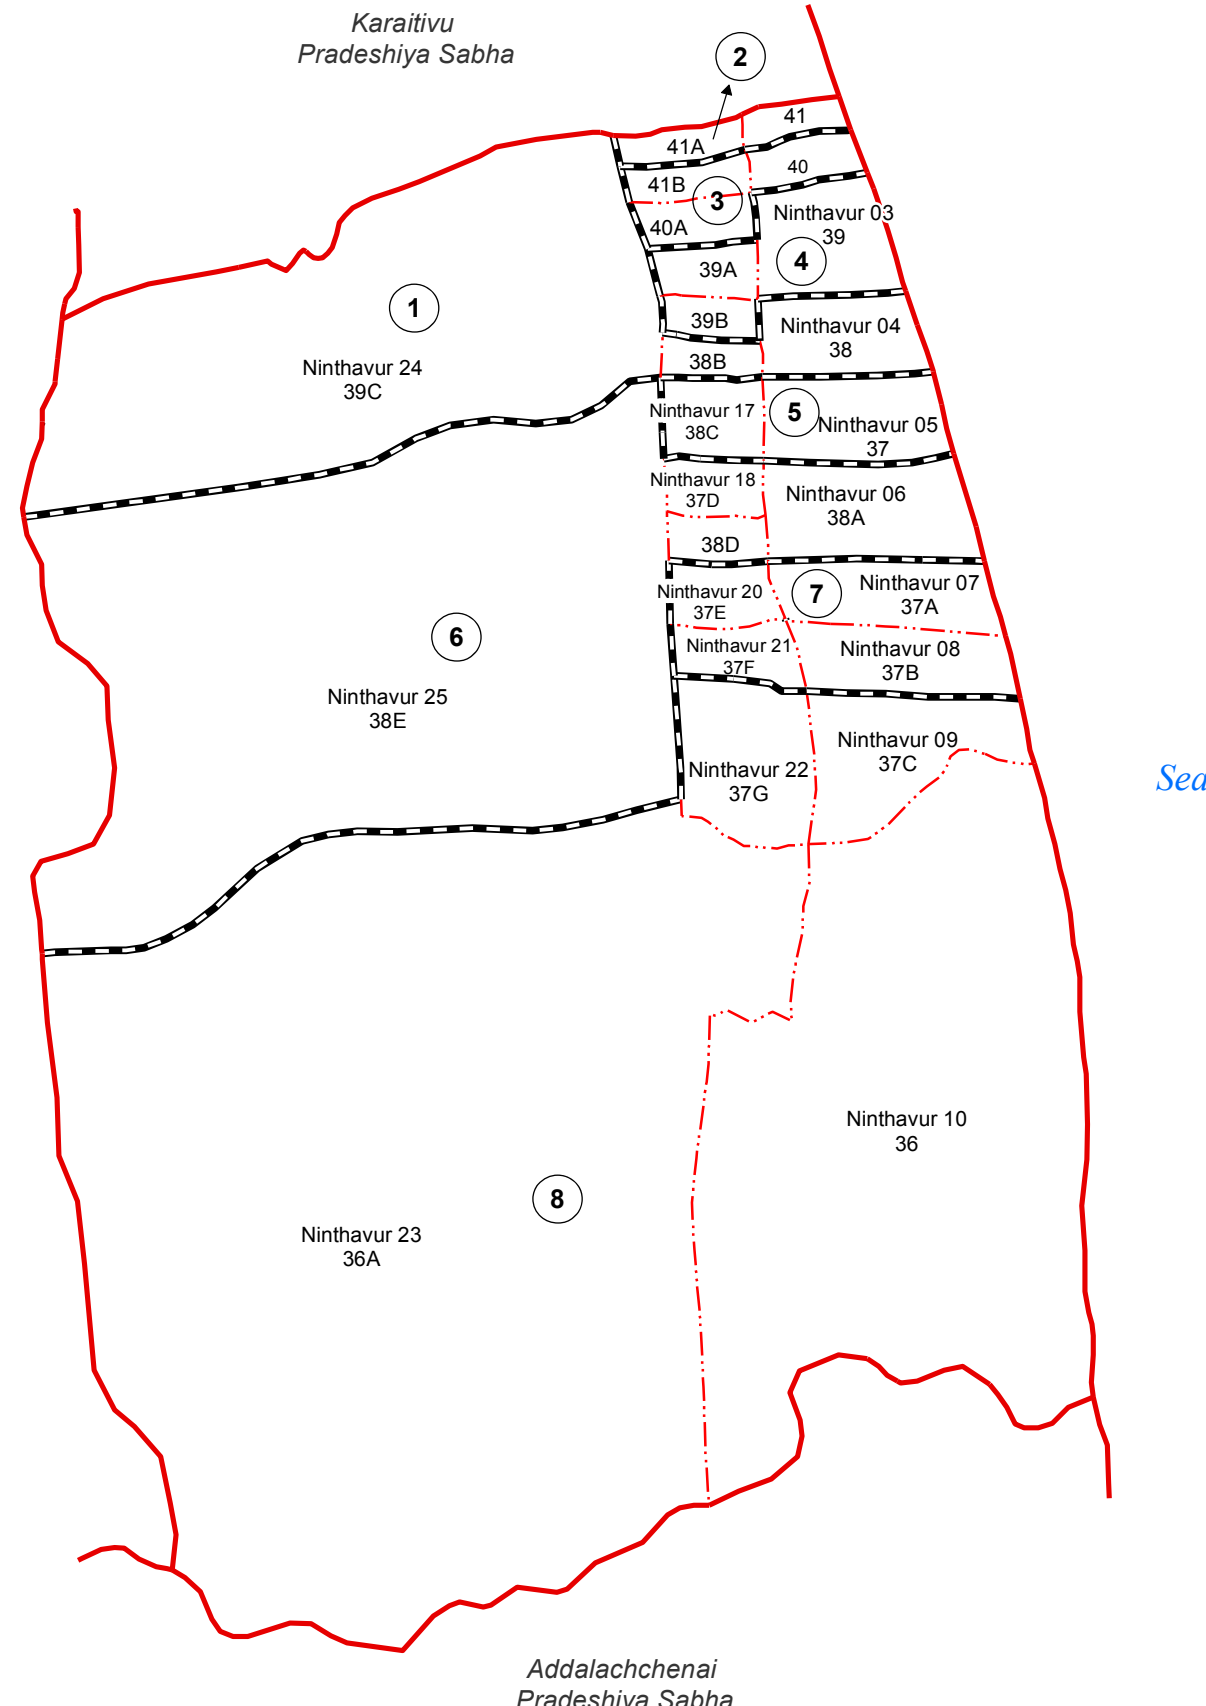 Karaitivu
Pradeshiya Sabha
2
41
41A
40
41B
3
Ninthavur 03
39
40A
4
39A
1
39B
Ninthavur 04
38
38B
Ninthavur 24
39C
Ninthavur 17
38C
5
Ninthavur 05
37
Ninthavur 18
37D
Ninthavur 06
38A
38D
Ninthavur 20
37E
7
Ninthavur 07
37A
6
Ninthavur 21
37F
Ninthavur 08
37B
Ninthavur 25
38E
Ninthavur 09
37C
Ninthavur 22
37G
Sea
Ninthavur 10
36
8
Ninthavur 23
36A
Addalachchenai
Pradeshiya Sabha